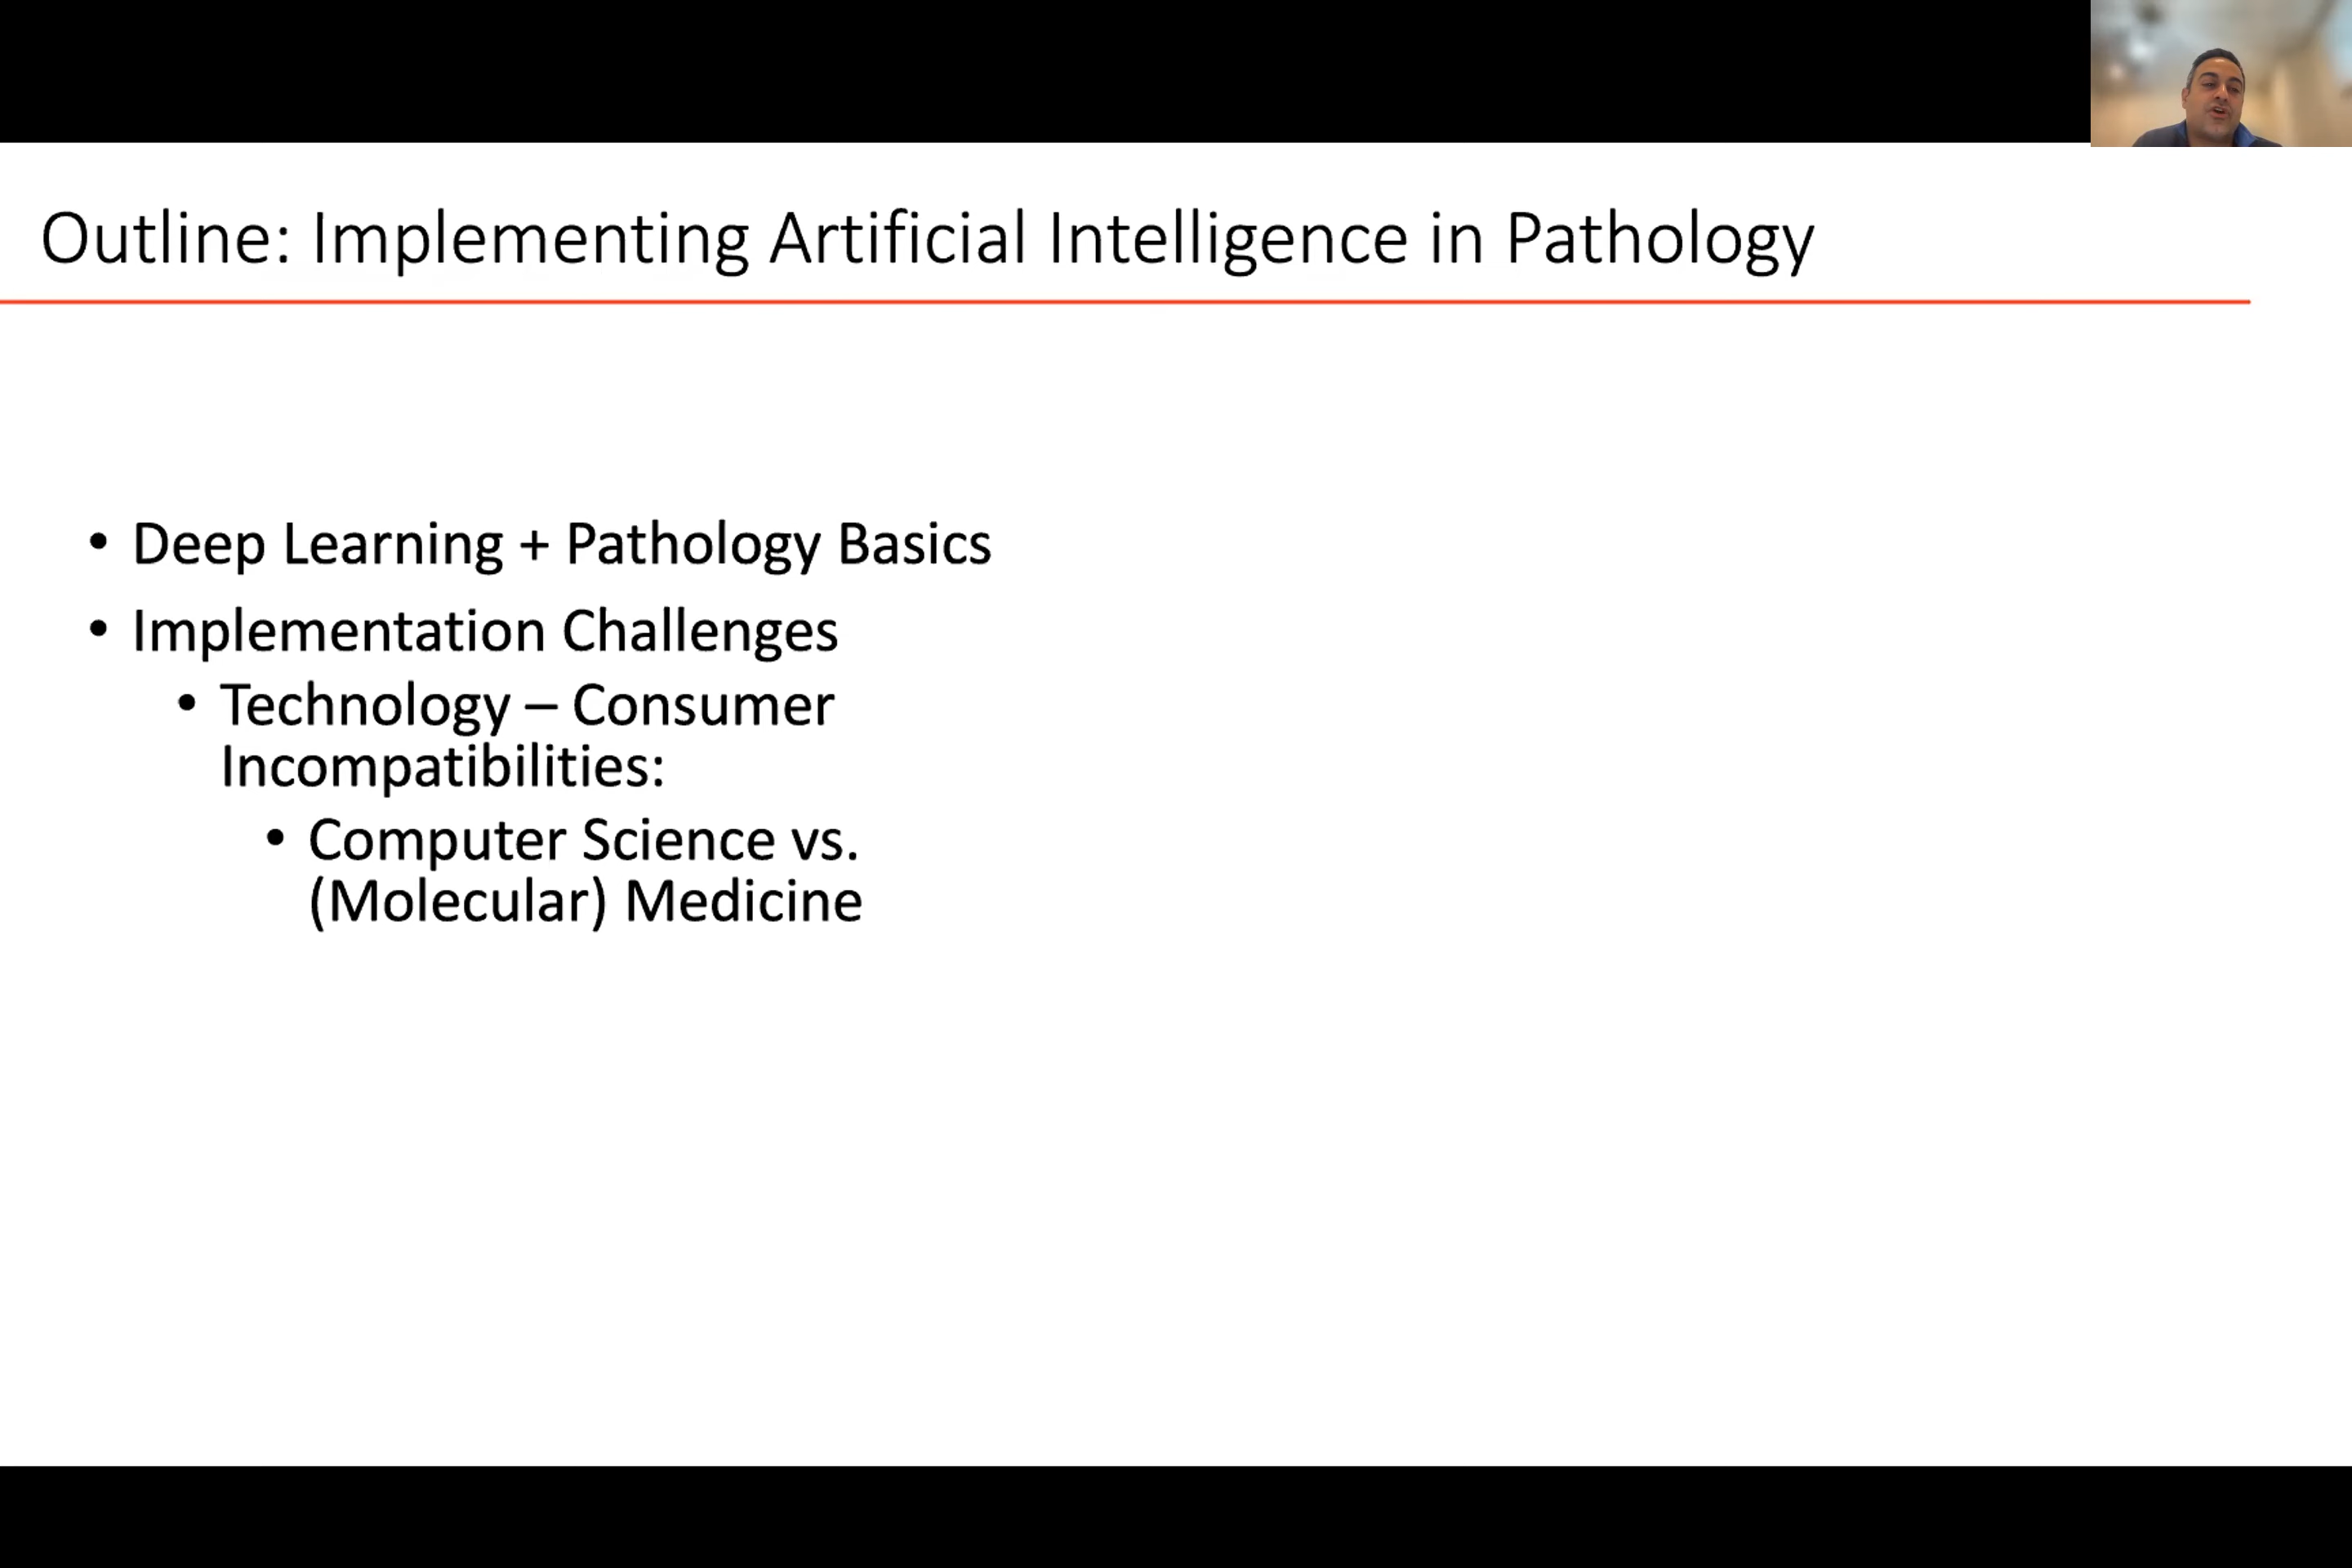 Outline: Implementing Artificial Intelligence in Pathology
• Deep Learning + Pathology Basics
• Implementation Challenges
• Technology – Consumer
Incompatibilities:
• Computer Science vs.
(Molecular) Medicine